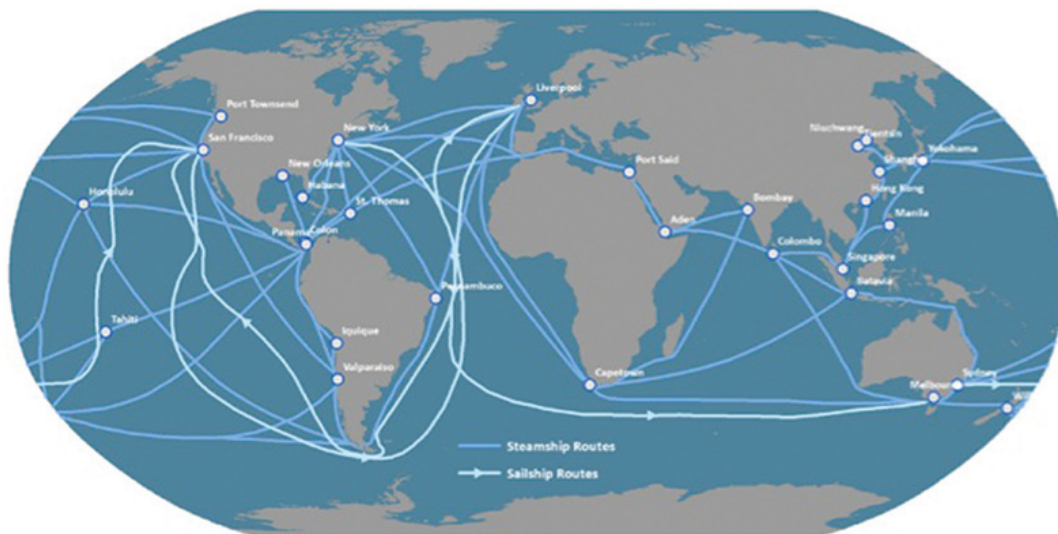 Liverpool
Port Townsend
New York
San Francisco
Niuchwang
Tientsin
Yokohama
New Orleans
Port Said
Shanghai
Habana
Honolulu
St. Thomas
Bombay
Hong Kong
Aden
Manila
Panama
Colon
Colombo
Singapore
Batavia
Pernambuco
Tahiti
Iquique
Valparaiso
Capetown
Sydney
Melbourne
Steamship Routes
Sailship Routes